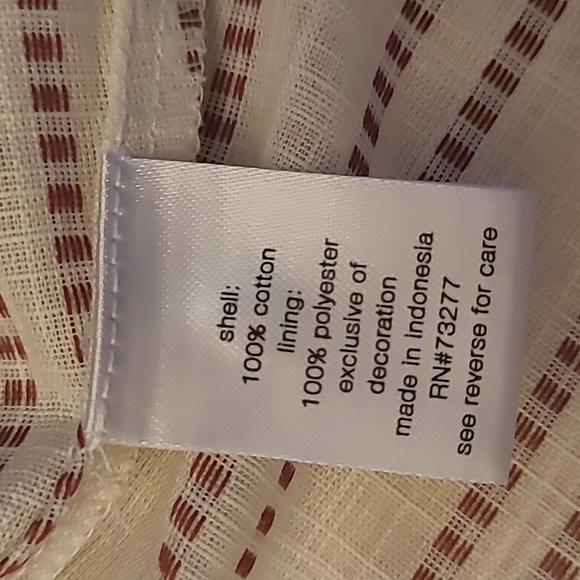 shell:
100% cotton
lining:
100% polyester
exclusive of
decoration
made in indonesia
RN#73277
see reverse for care